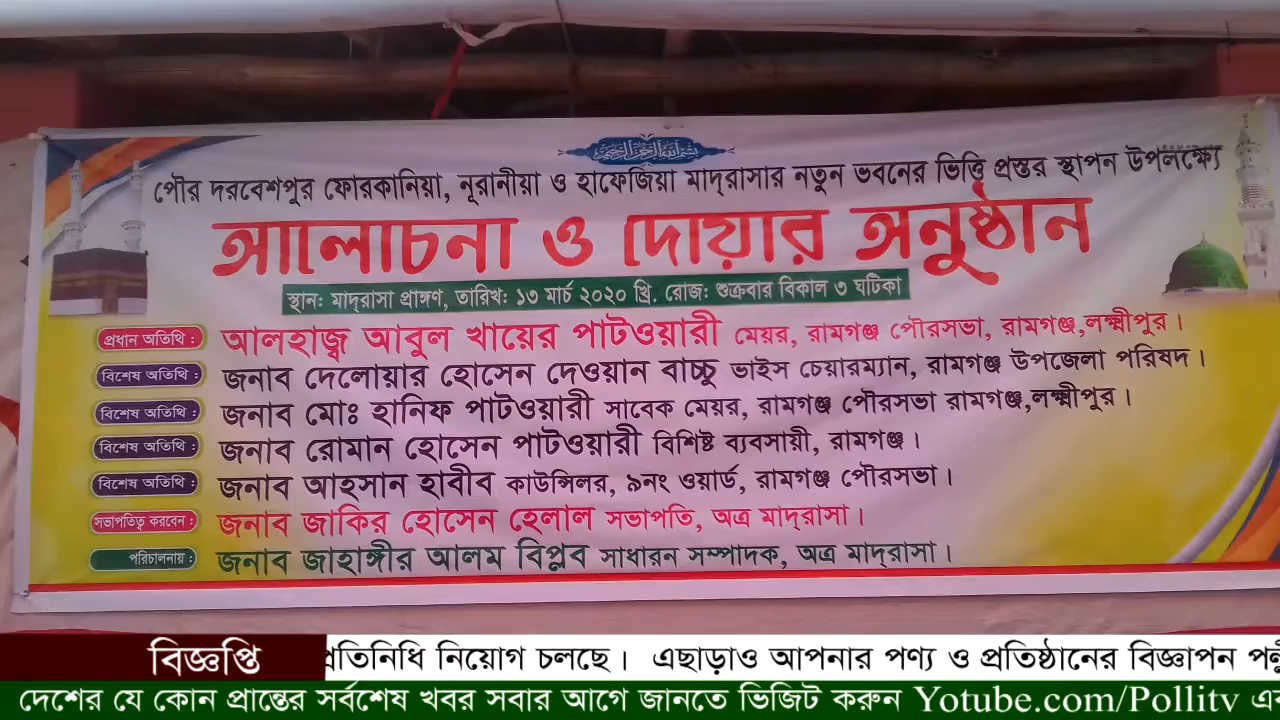 بسم الله الرحمن الرحيم
পৌর দরবেশপুর ফোরকানিয়া, নূরানীয়া ও হাফেজিয়া মাদ্‌রাসার নতুন ভবনের ভিত্তি প্রস্তর স্থাপন উপলক্ষ্যে
আলোচনা ও দোয়ার অনুষ্ঠান
স্থান: মাদ্‌রাসা প্রাঙ্গণ, তারিখ: ১৩ মার্চ ২০২০ খ্রি. রোজ: শুক্রবার বিকাল ৩ ঘটিকা
প্রধান অতিথি : আলহাজ্ব আবুল খায়ের পাটওয়ারী মেয়র, রামগঞ্জ পৌরসভা, রামগঞ্জ,লক্ষ্মীপুর।
বিশেষ অতিথি : জনাব দেলোয়ার হোসেন দেওয়ান বাচ্চু ভাইস চেয়ারম্যান, রামগঞ্জ উপজেলা পরিষদ।
বিশেষ অতিথি : জনাব মোঃ হানিফ পাটওয়ারী সাবেক মেয়র, রামগঞ্জ পৌরসভা রামগঞ্জ,লক্ষ্মীপুর।
বিশেষ অতিথি : জনাব রোমান হোসেন পাটওয়ারী বিশিষ্ট ব্যবসায়ী, রামগঞ্জ।
বিশেষ অতিথি : জনাব আহসান হাবীব কাউন্সিলর, ৯নং ওয়ার্ড, রামগঞ্জ পৌরসভা।
সভাপতিত্ব করবেন : জনাব জাকির হোসেন হেলাল সভাপতি, অত্র মাদ্‌রাসা।
পরিচালনায় : জনাব জাহাঙ্গীর আলম বিপ্লব সাধারন সম্পাদক, অত্র মাদ্‌রাসা।
বিজ্ঞপ্তি প্রতিনিধি নিয়োগ চলছে। এছাড়াও আপনার পণ্য ও প্রতিষ্ঠানের বিজ্ঞাপন
দেশের যে কোন প্রান্তের সর্বশেষ খবর সবার আগে জানতে ভিজিট করুন Yotube.com/Pollitv